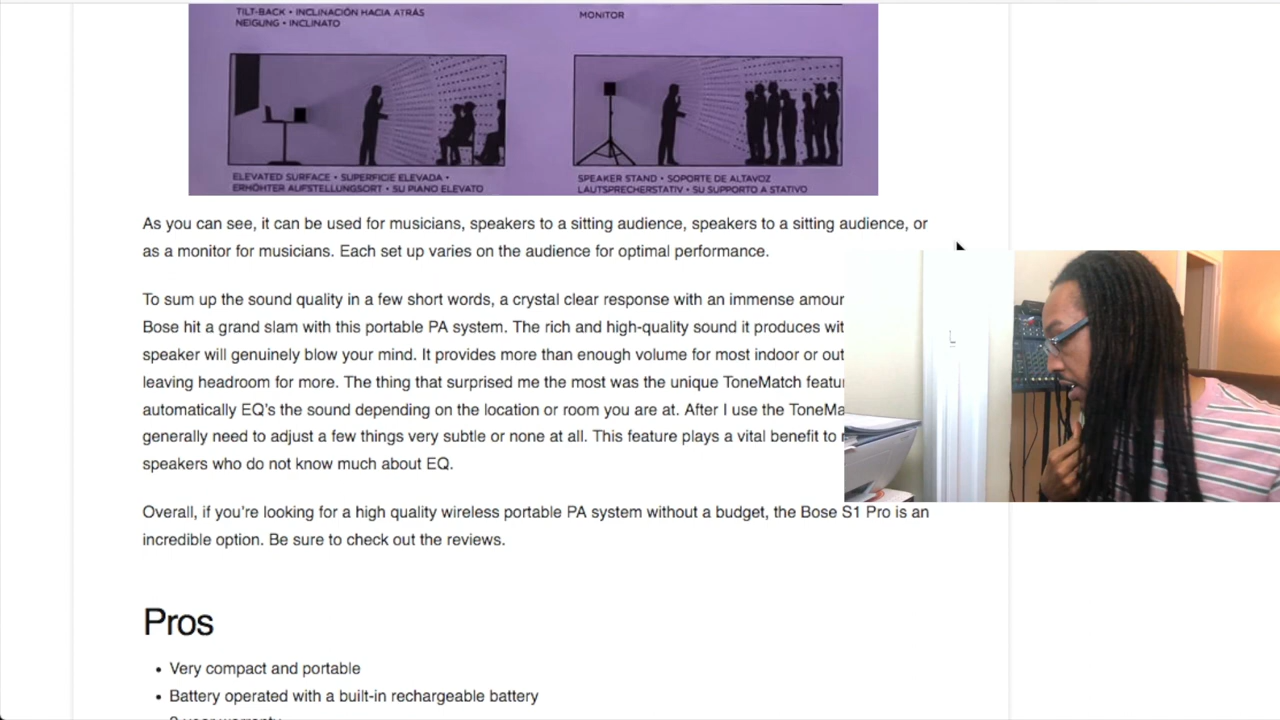 TILT-BACK • INCLINACIÓN HACIA ATRÁS
NEIGUNG • INCLINATO
MONITOR
ELEVATED SURFACE • SUPERFICIE ELEVADA •
ERHÖHTER AUFSTELLUNGSORT • SU PIANO ELEVATO
SPEAKER STAND • SOPORTE DE ALTAVOZ
LAUTSPRECHERSTATIV • SU SUPPORTO A STATIVO
As you can see, it can be used for musicians, speakers to a sitting audience, speakers to a sitting audience, or
as a monitor for musicians. Each set up varies on the audience for optimal performance.
To sum up the sound quality in a few short words, a crystal clear response with an immense
Bose hit a grand slam with this portable PA system. The rich and high-quality sound it produces
speaker will genuinely blow your mind. It provides more than enough volume for most indoor or
leaving headroom for more. The thing that surprised me the most was the unique ToneMatch
automatically EQ's the sound depending on the location or room you are at. After I use the
generally need to adjust a few things very subtle or none at all. This feature plays a vital benefit to
speakers who do not know much about EQ.
Overall, if you're looking for a high quality wireless portable PA system without a budget, the Bose S1 Pro is an
incredible option. Be sure to check out the reviews.
Pros
• Very compact and portable
• Battery operated with a built-in rechargeable battery